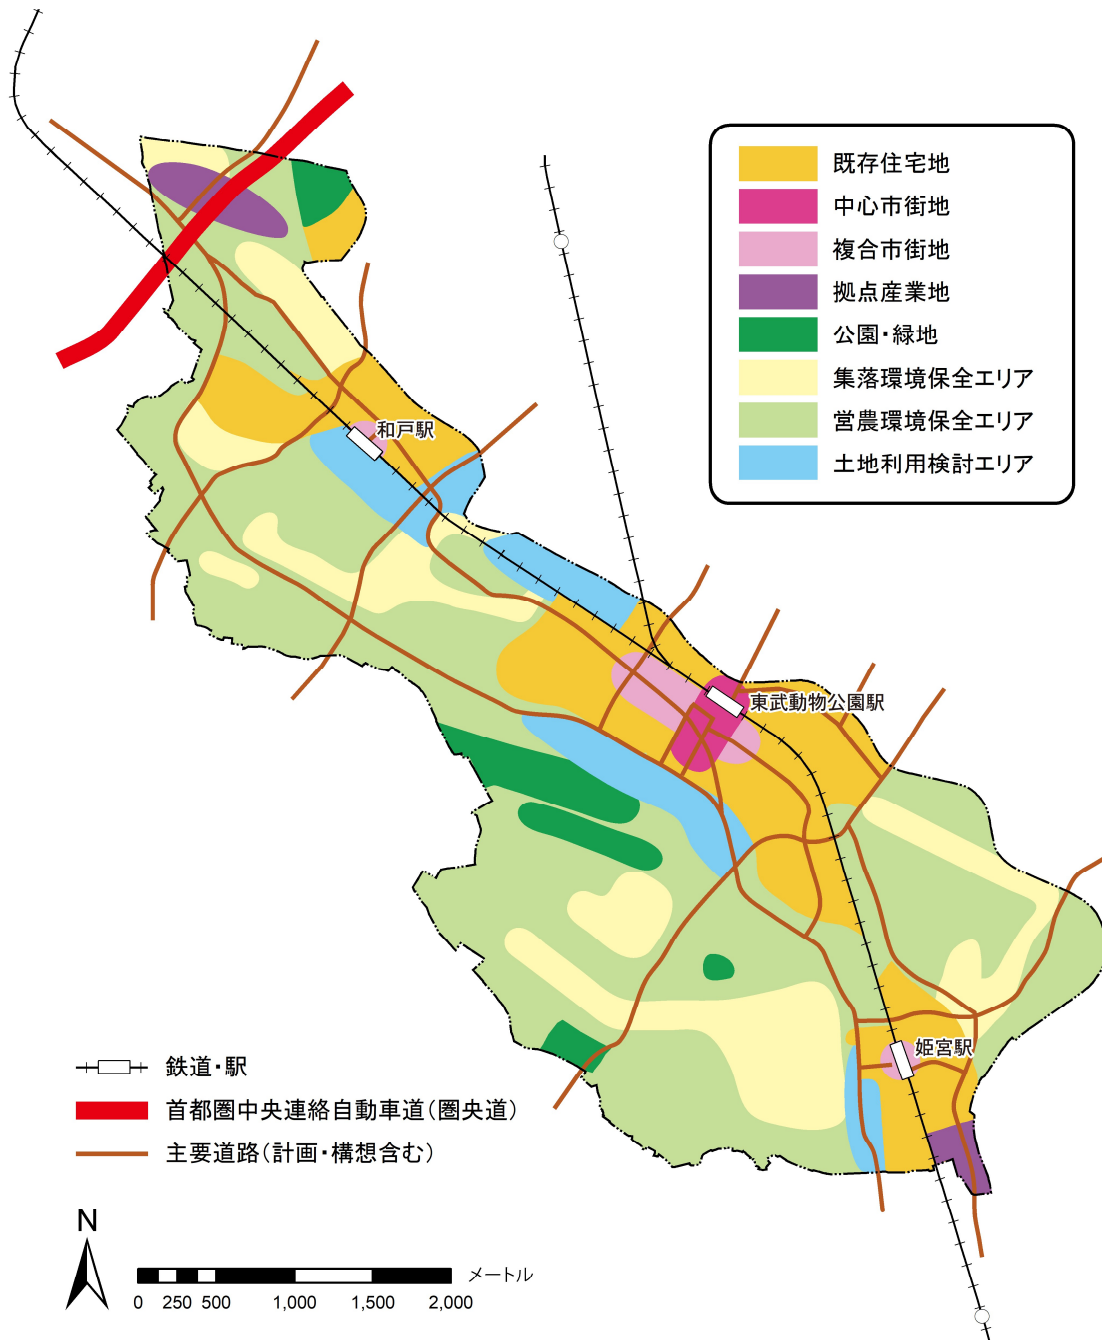 既存住宅地
中心市街地
複合市街地
拠点産業地
公園・緑地
集落環境保全エリア
営農環境保全エリア
土地利用検討エリア
和戸駅
東武動物公園駅
姫宮駅
鉄道・駅
首都圏中央連絡自動車道（圏央道）
主要道路（計画・構想含む）
N
メートル
0 250 500 1,000 1,500 2,000